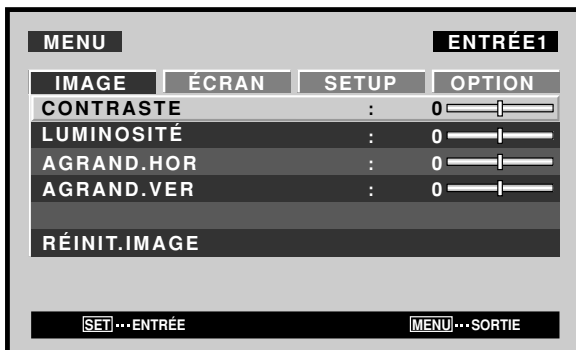 MENU ENTRÉE1
IMAGE ÉCRAN SETUP OPTION
CONTRASTE : 0
LUMINOSITÉ : 0
AGRAND.HOR : 0
AGRAND.VER : 0
RÉINIT.IMAGE
SET ··· ENTRÉE MENU ··· SORTIE